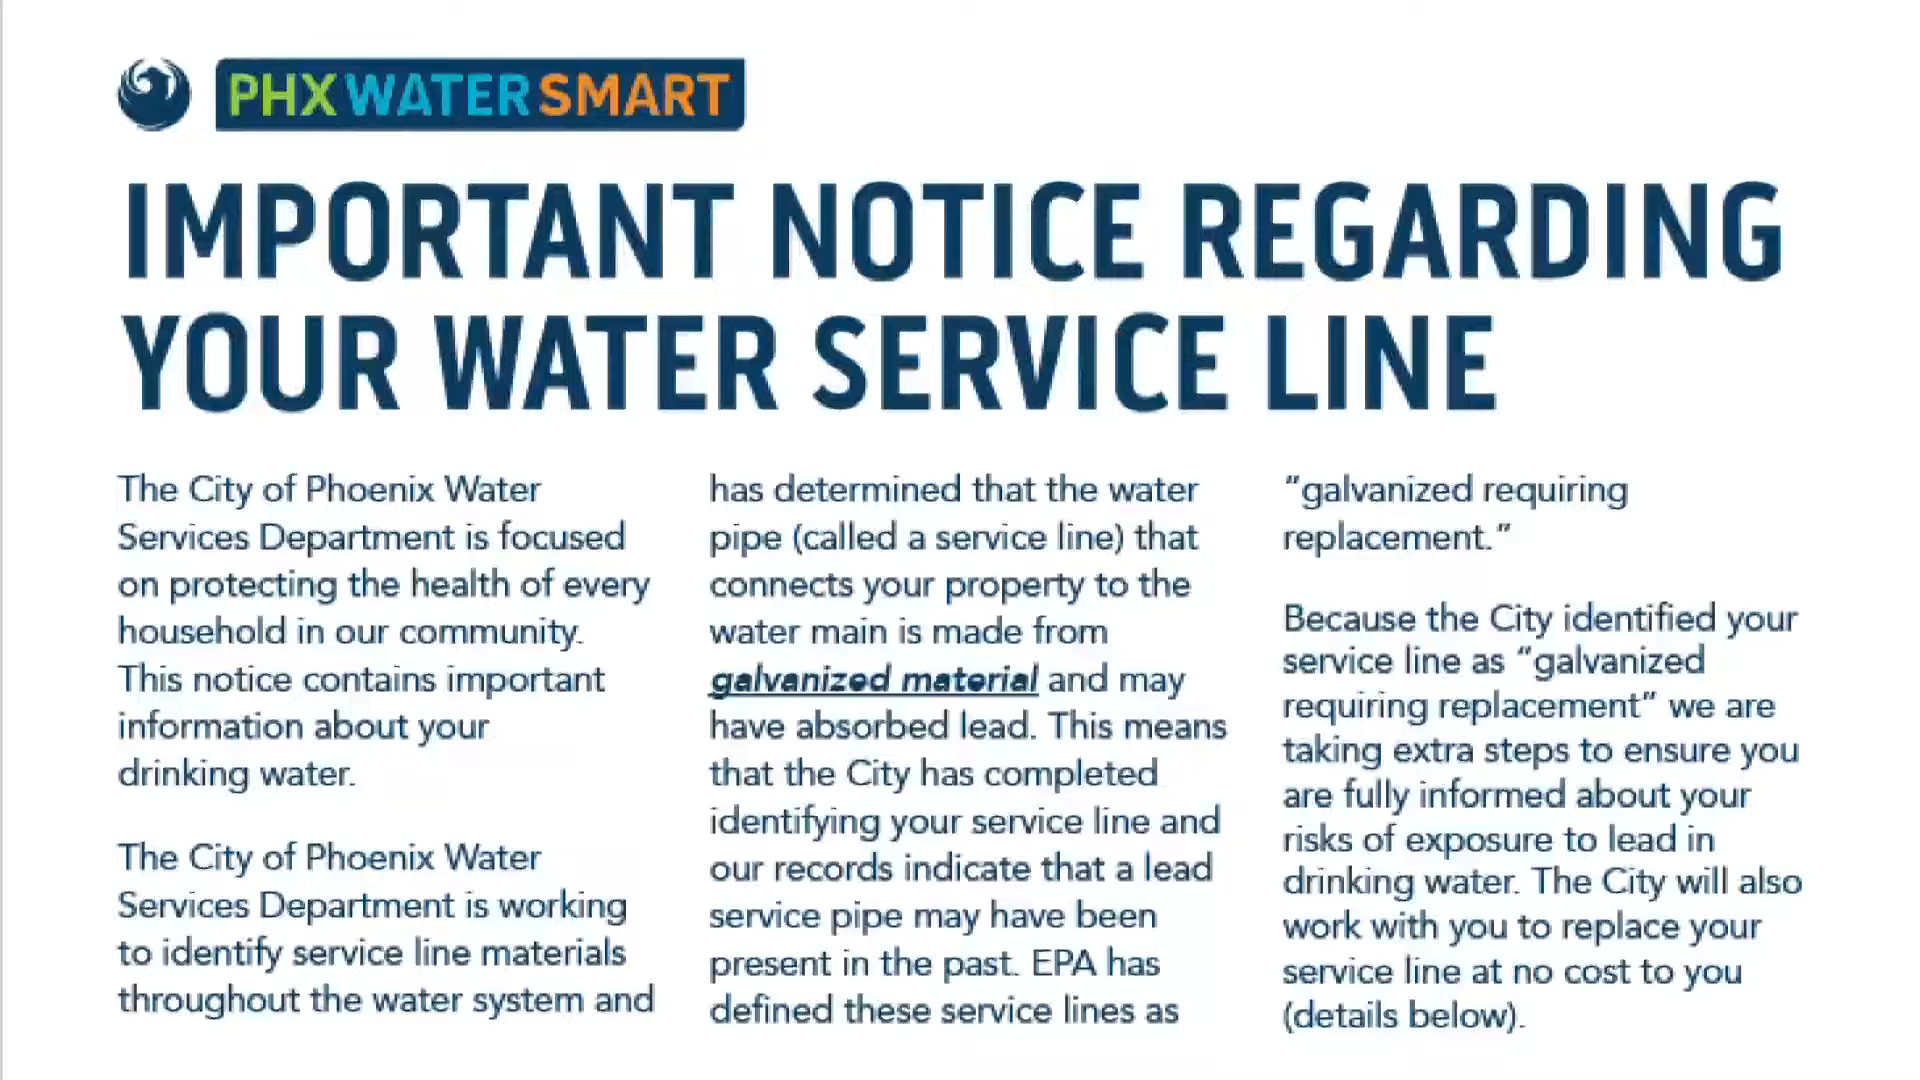 PHX WATER SMART
IMPORTANT NOTICE REGARDING
YOUR WATER SERVICE LINE
The City of Phoenix Water
Services Department is focused
on protecting the health of every
household in our community.
This notice contains important
information about your
drinking water.
The City of Phoenix Water
Services Department is working
to identify service line materials
throughout the water system and
has determined that the water
pipe (called a service line) that
connects your property to the
water main is made from
galvanized material and may
have absorbed lead. This means
that the City has completed
identifying your service line and
our records indicate that a lead
service pipe may have been
present in the past. EPA has
defined these service lines as
“galvanized requiring
replacement.”
Because the City identified your
service line as “galvanized
requiring replacement” we are
taking extra steps to ensure you
are fully informed about your
risks of exposure to lead in
drinking water. The City will also
work with you to replace your
service line at no cost to you
(details below).